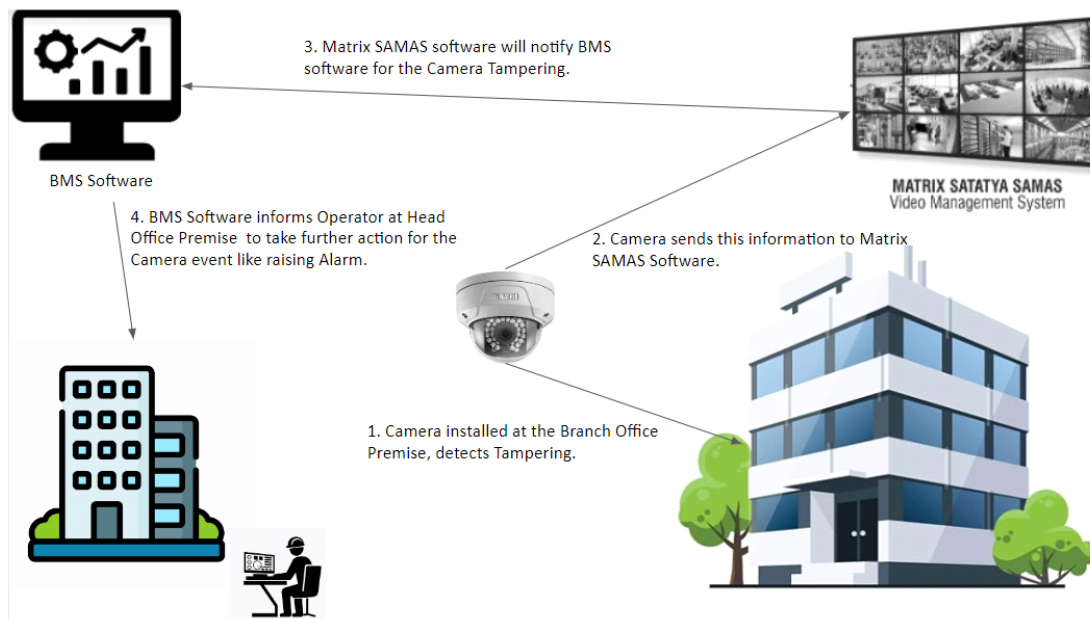 3. Matrix SAMAS software will notify BMS
software for the Camera Tampering.
MATRIX SATATYA SAMAS
Video Management System
BMS Software
4. BMS Software informs Operator at Head
Office Premise to take further action for the
Camera event like raising Alarm.
2. Camera sends this information to Matrix
SAMAS Software.
1. Camera installed at the Branch Office
Premise, detects Tampering.